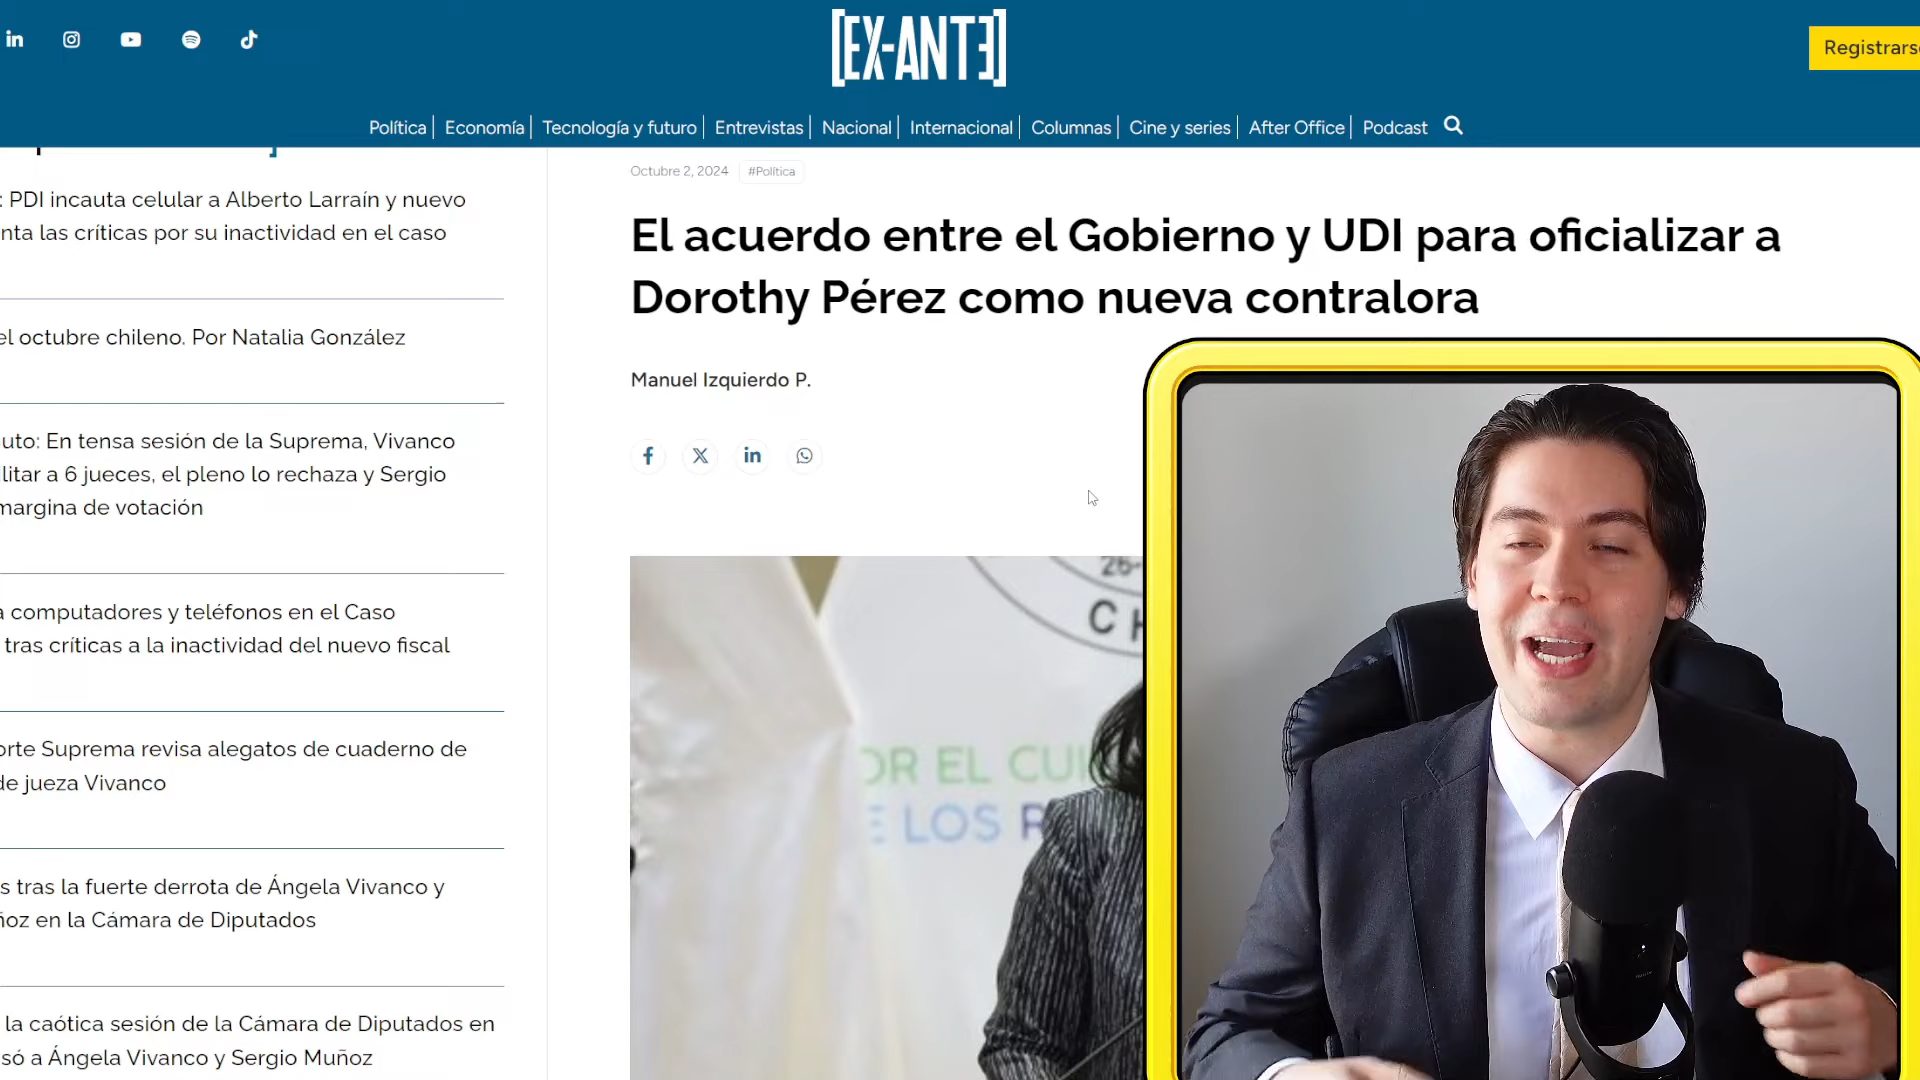 [EX-ANTE]
Registrars
Política
Economía
Tecnología y futuro
Entrevistas
Nacional
Internacional
Columnas
Cine y series
After Office
Podcast
: PDI incauta celular a Alberto Larraín y nuevo
nta las críticas por su inactividad en el caso
el octubre chileno. Por Natalia González
uto: En tensa sesión de la Suprema, Vivanco
litar a 6 jueces, el pleno lo rechaza y Sergio
margina de votación
a computadores y teléfonos en el Caso
tras críticas a la inactividad del nuevo fiscal
orte Suprema revisa alegatos de cuaderno de
de jueza Vivanco
s tras la fuerte derrota de Ángela Vivanco y
ñoz en la Cámara de Diputados
la caótica sesión de la Cámara de Diputados en
só a Ángela Vivanco y Sergio Muñoz
Octubre 2, 2024 #Política
El acuerdo entre el Gobierno y UDI para oficializar a
Dorothy Pérez como nueva contralora
Manuel Izquierdo P.
26-
CH
OR EL CUI
E LOS R